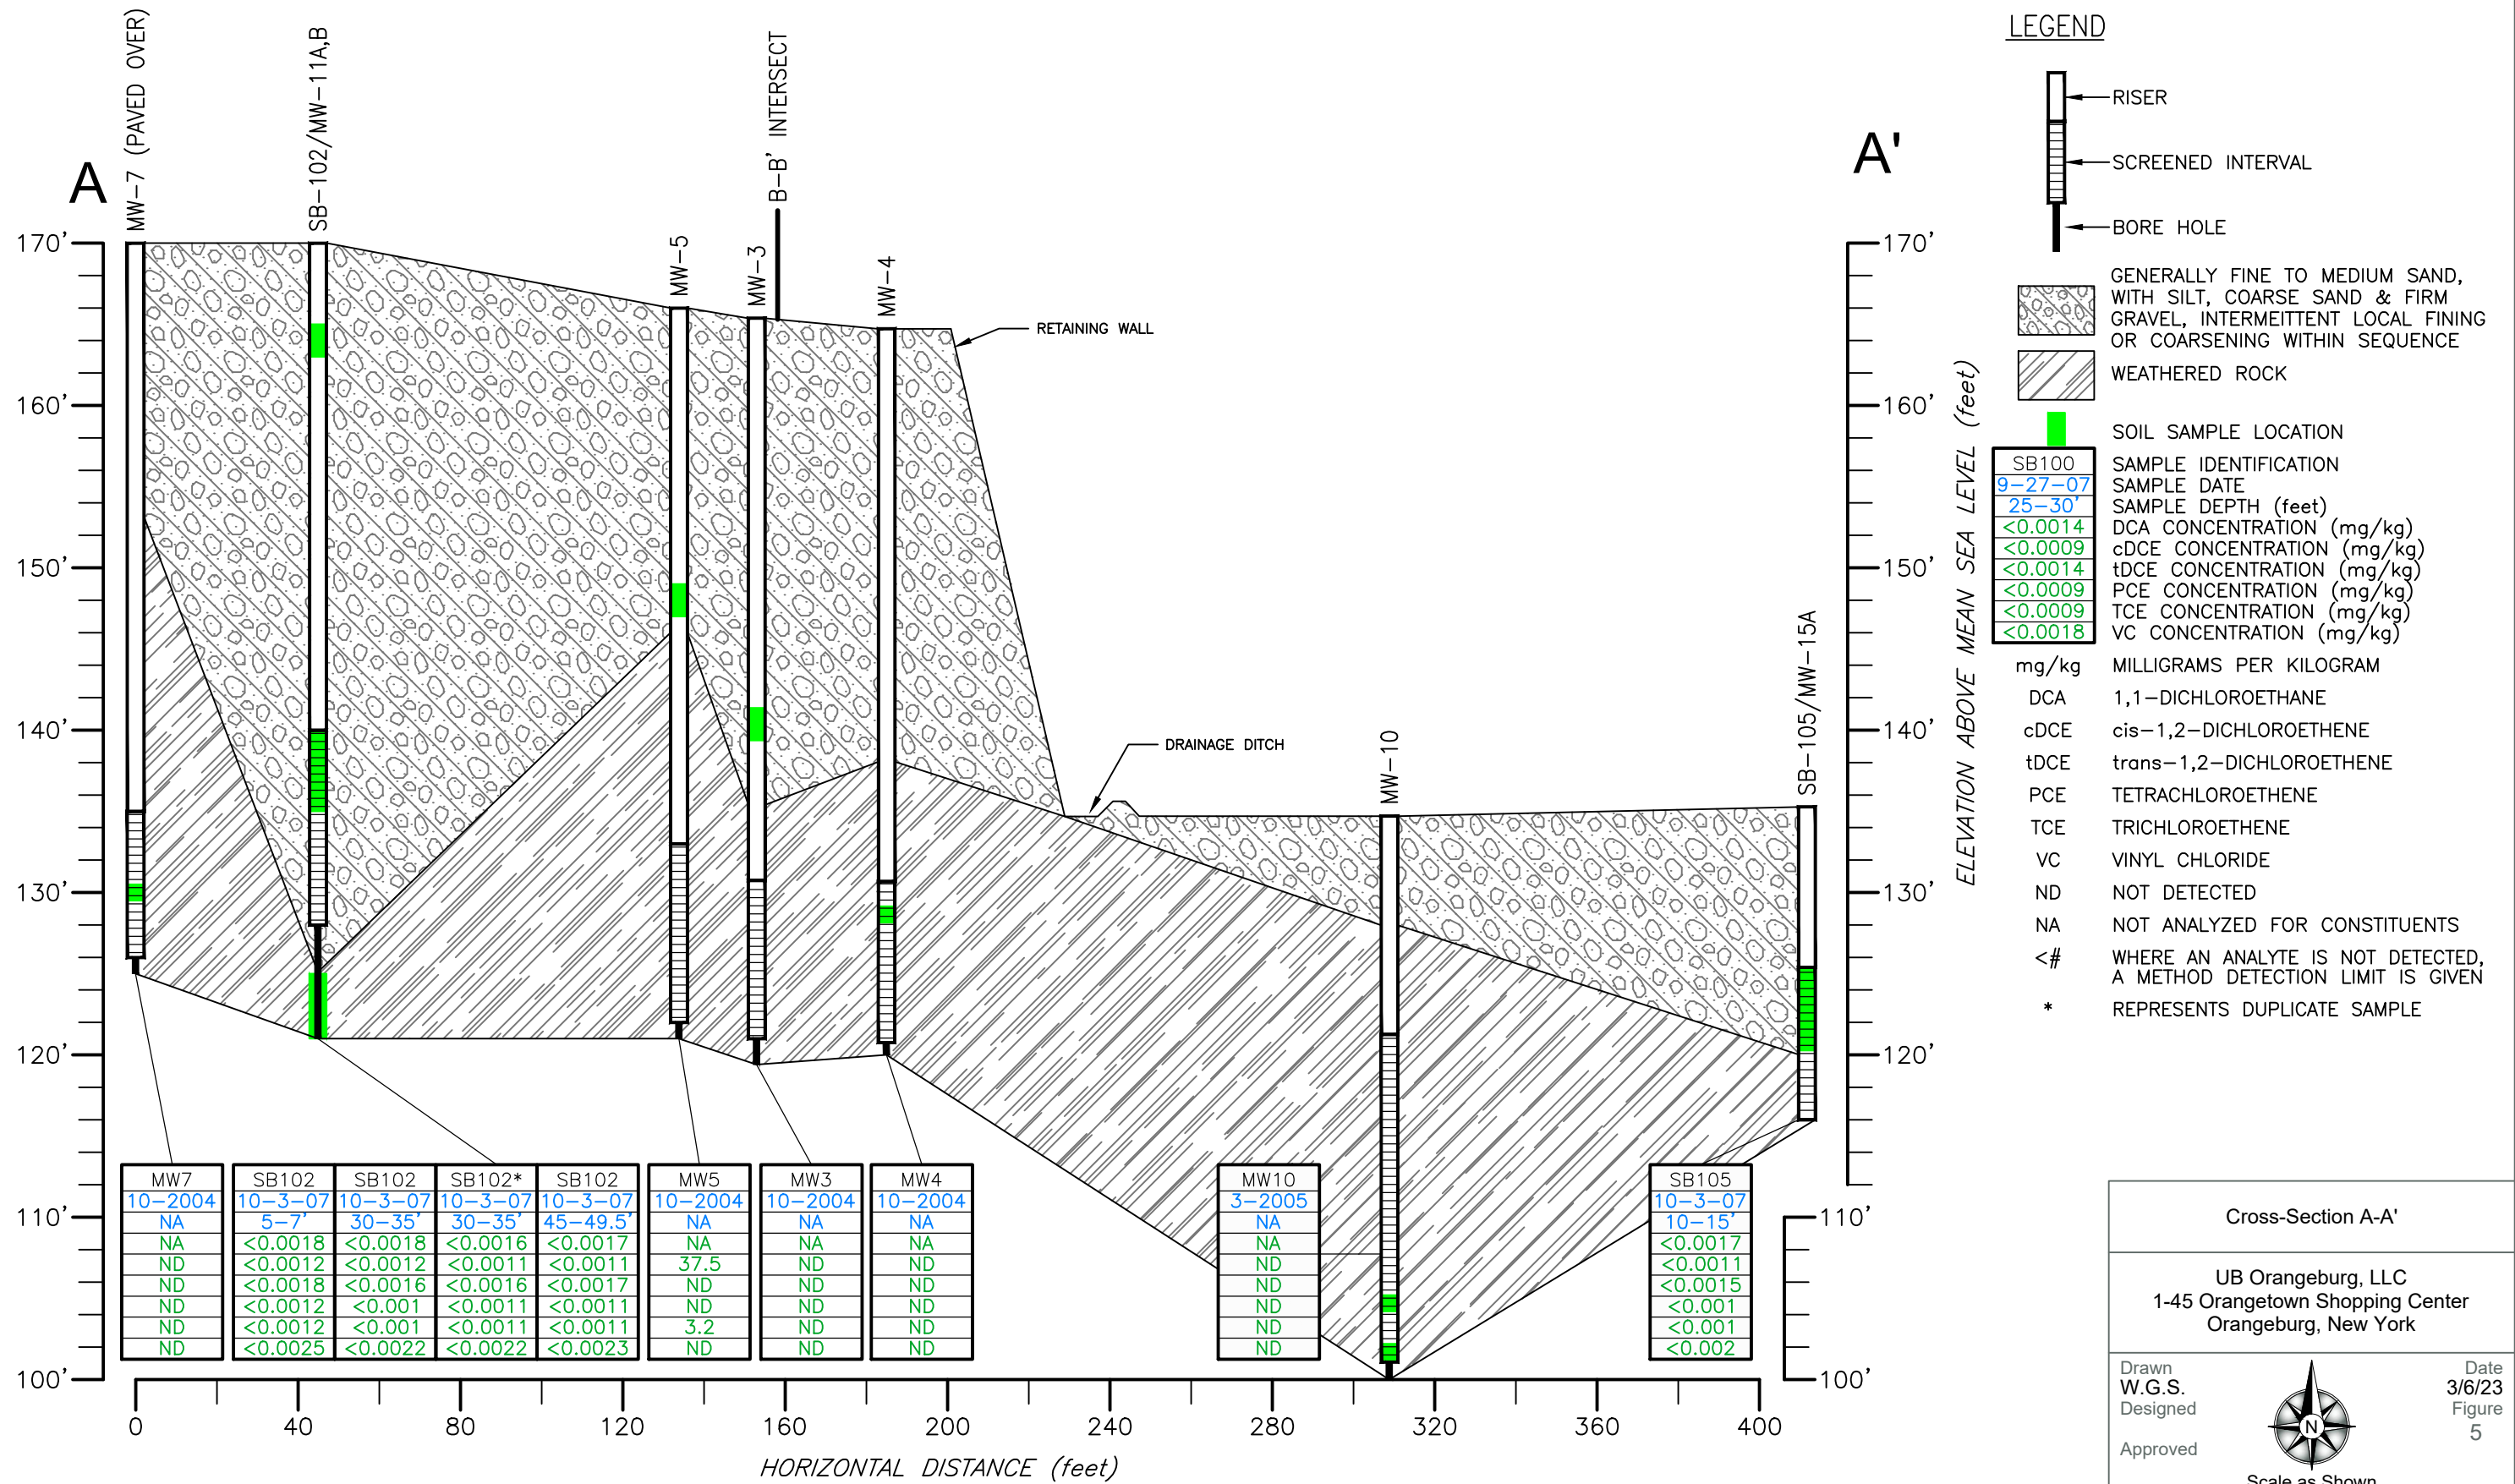 A
MW-7 (PAVED OVER)
SB-102/MW-11A,B
MW-5
MW-3
B-B' INTERSECT
MW-4
A'
RETAINING WALL
DRAINAGE DITCH
MW-10
SB-105/MW-15A
170'
160'
150'
140'
130'
120'
110'
100'
170'
160'
150'
140'
130'
120'
110'
100'
ELEVATION ABOVE MEAN SEA LEVEL (feet)
0 40 80 120 160 200 240 280 320 360 400
HORIZONTAL DISTANCE (feet)
MW7
10-2004
NA
NA
ND
ND
ND
ND
ND
SB102
10-3-07
5-7'
<0.0018
<0.0012
<0.0018
<0.0012
<0.0012
<0.0025
SB102
10-3-07
30-35'
<0.0018
<0.0012
<0.0016
<0.001
<0.001
<0.0022
SB102*
10-3-07
30-35'
<0.0016
<0.0011
<0.0016
<0.0011
<0.0011
<0.0022
SB102
10-3-07
45-49.5'
<0.0017
<0.0011
<0.0017
<0.0011
<0.0011
<0.0023
MW5
10-2004
NA
NA
37.5
ND
ND
3.2
ND
MW3
10-2004
NA
NA
ND
ND
ND
ND
ND
MW4
10-2004
NA
NA
ND
ND
ND
ND
ND
MW10
3-2005
NA
NA
ND
ND
ND
ND
ND
SB105
10-3-07
10-15'
<0.0017
<0.0011
<0.0015
<0.001
<0.001
<0.002
LEGEND
RISER
SCREENED INTERVAL
BORE HOLE
GENERALLY FINE TO MEDIUM SAND,
WITH SILT, COARSE SAND & FIRM
GRAVEL, INTERMEITTENT LOCAL FINING
OR COARSENING WITHIN SEQUENCE
WEATHERED ROCK
SOIL SAMPLE LOCATION
SB100 SAMPLE IDENTIFICATION
9-27-07 SAMPLE DATE
25-30' SAMPLE DEPTH (feet)
<0.0014 DCA CONCENTRATION (mg/kg)
<0.0009 cDCE CONCENTRATION (mg/kg)
<0.0014 tDCE CONCENTRATION (mg/kg)
<0.0009 PCE CONCENTRATION (mg/kg)
<0.0009 TCE CONCENTRATION (mg/kg)
<0.0018 VC CONCENTRATION (mg/kg)
mg/kg MILLIGRAMS PER KILOGRAM
DCA 1,1-DICHLOROETHANE
cDCE cis-1,2-DICHLOROETHENE
tDCE trans-1,2-DICHLOROETHENE
PCE TETRACHLOROETHENE
TCE TRICHLOROETHENE
VC VINYL CHLORIDE
ND NOT DETECTED
NA NOT ANALYZED FOR CONSTITUENTS
<# WHERE AN ANALYTE IS NOT DETECTED,
A METHOD DETECTION LIMIT IS GIVEN
* REPRESENTS DUPLICATE SAMPLE
Cross-Section A-A'
UB Orangeburg, LLC
1-45 Orangetown Shopping Center
Orangeburg, New York
Drawn
W.G.S.
Designed
Approved
N
Scale as Shown
Date
3/6/23
Figure
5